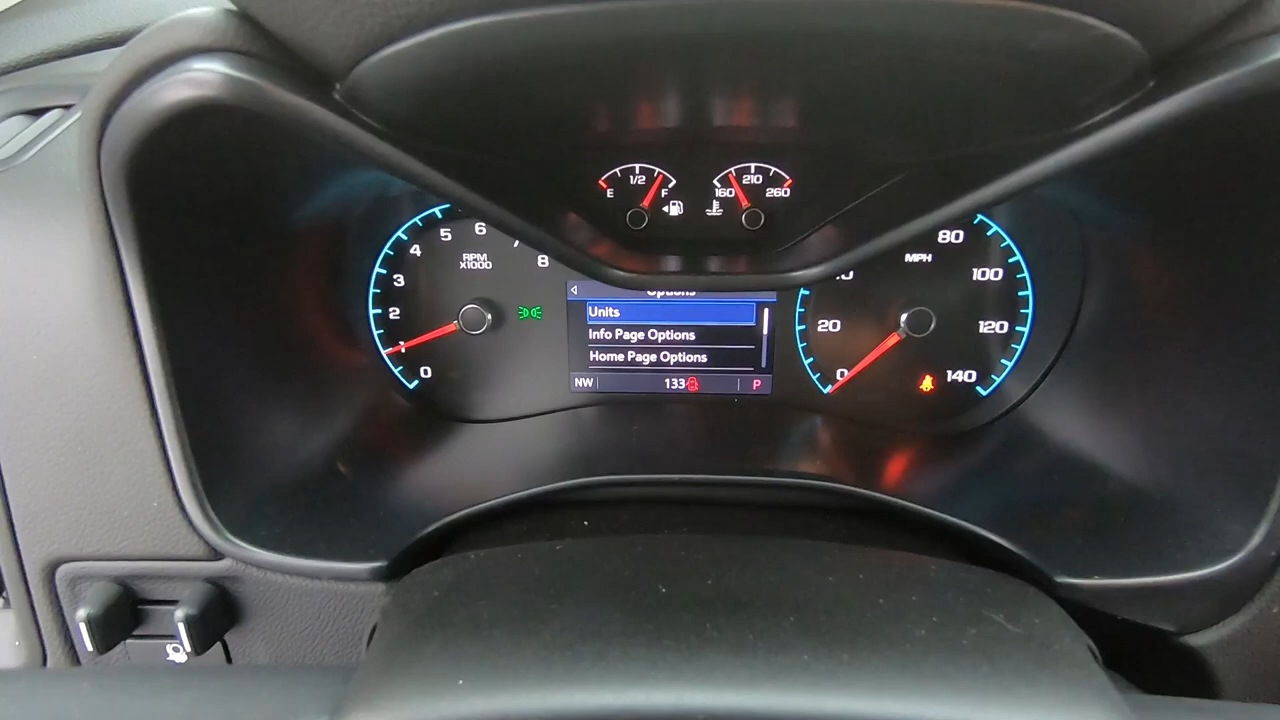 1/2
E F
210
160 260
0 1 2 3 4 5 6 7 8
RPM
X1000
Options
Units
Info Page Options
Home Page Options
NW 133 P
0 20 80 100 120 140
MPH